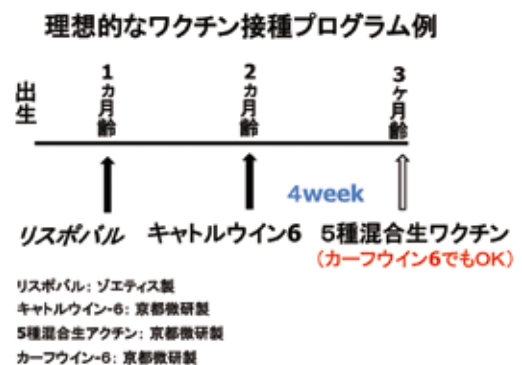 理想的なワクチン接種プログラム例
出生
1カ月齢
2カ月齢
3ヶ月齢
4week
リスポバル
キャトルウイン6
5種混合生ワクチン
(カーフウイン6でもOK)
リスポバル: ゾエティス製
キャトルウイン-6: 京都微研製
5種混合生アクチン: 京都微研製
カーフウイン-6: 京都微研製